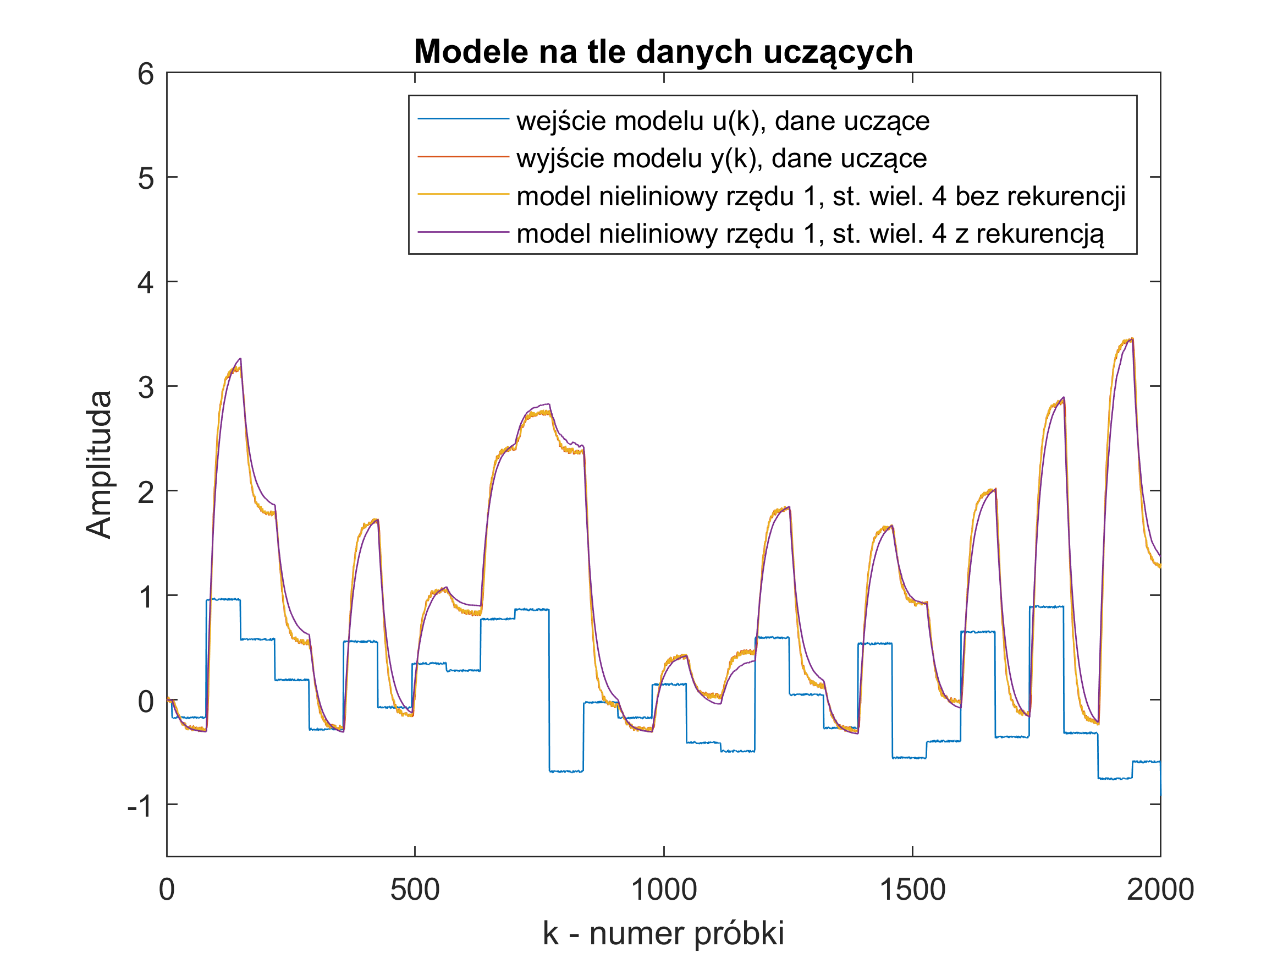 Modele na tle danych uczących
wejście modelu u(k), dane uczące
wyjście modelu y(k), dane uczące
model nieliniowy rzędu 1, st. wiel. 4 bez rekurencji
model nieliniowy rzędu 1, st. wiel. 4 z rekurencją
6
5
4
3
2
1
0
-1
Amplituda
0 500 1000 1500 2000
k - numer próbki